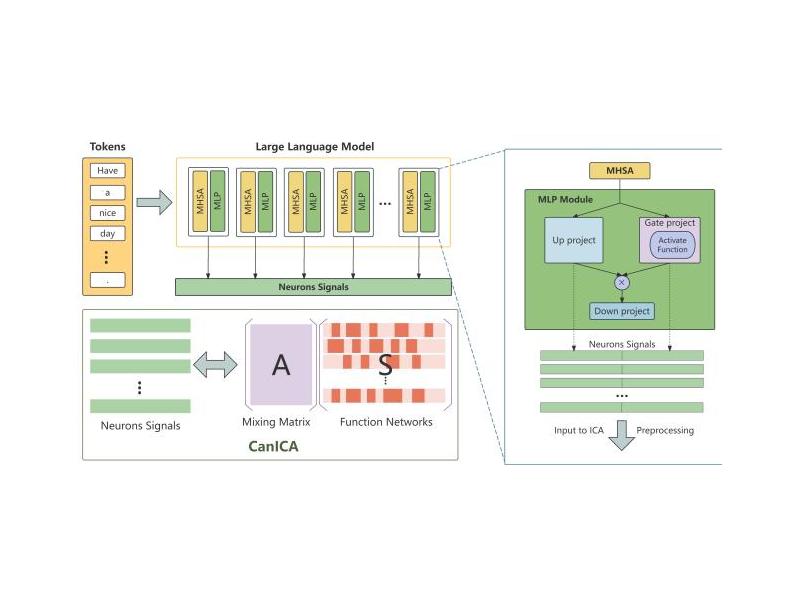 Tokens
Have
a
nice
day
.
Large Language Model
MHSA
MLP
MHSA
MLP
MHSA
MLP
MHSA
MLP
...
MHSA
MLP
Neurons Signals
Neurons Signals
A
Mixing Matrix
S
Function Networks
CanICA
MHSA
MLP Module
Up project
Gate project
Activate
Function
×
Down project
Neurons Signals
...
Input to ICA
Preprocessing